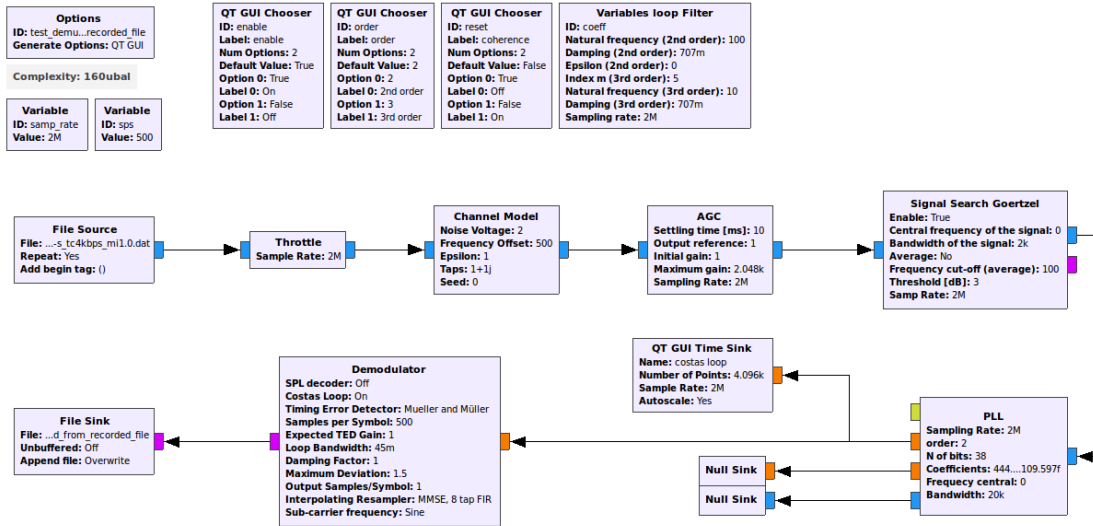 Options
ID: test_demu...recorded_file
Generate Options: QT GUI
Complexity: 160ubal
Variable
ID: samp_rate
Value: 2M
Variable
ID: sps
Value: 500
QT GUI Chooser
ID: enable
Label: enable
Num Options: 2
Default Value: True
Option 0: True
Label 0: On
Option 1: False
Label 1: Off
QT GUI Chooser
ID: order
Label: order
Num Options: 2
Default Value: 2
Option 0: 2
Label 0: 2nd order
Option 1: 3
Label 1: 3rd order
QT GUI Chooser
ID: reset
Label: coherence
Num Options: 2
Default Value: False
Option 0: True
Label 0: Off
Option 1: False
Label 1: On
Variables loop Filter
ID: coeff
Natural frequency (2nd order): 100
Damping (2nd order): 707m
Epsilon (2nd order): 0
Index m (3rd order): 5
Natural frequency (3rd order): 10
Damping (3rd order): 707m
Sampling rate: 2M
File Source
File: ...-s_tc4kbps_mi1.0.dat
Repeat: Yes
Add begin tag: ()
Throttle
Sample Rate: 2M
Channel Model
Noise Voltage: 2
Frequency Offset: 500
Epsilon: 1
Taps: 1+1j
Seed: 0
AGC
Settling time [ms]: 10
Output reference: 1
Initial gain: 1
Maximum gain: 2.048k
Sampling Rate: 2M
Signal Search Goertzel
Enable: True
Central frequency of the signal: 0
Bandwidth of the signal: 2k
Average: No
Frequency cut-off (average): 100
Threshold [dB]: 3
Samp Rate: 2M
File Sink
File: ...d_from_recorded_file
Unbuffered: Off
Append file: Overwrite
Demodulator
SPL decoder: Off
Costas Loop: On
Timing Error Detector: Mueller and Müller
Samples per Symbol: 500
Expected TED Gain: 1
Loop Bandwidth: 45m
Damping Factor: 1
Maximum Deviation: 1.5
Output Samples/Symbol: 1
Interpolating Resampler: MMSE, 8 tap FIR
Sub-carrier frequency: Sine
QT GUI Time Sink
Name: costas loop
Number of Points: 4.096k
Sample Rate: 2M
Autoscale: Yes
Null Sink
Null Sink
PLL
Sampling Rate: 2M
order: 2
N of bits: 38
Coefficients: 444....109.597f
Frequecy central: 0
Bandwidth: 20k